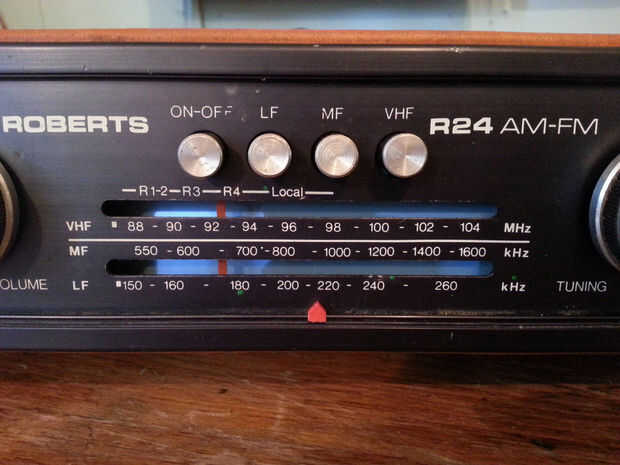 ON-OFF LF MF VHF
ROBERTS R24 AM-FM
R1-2 R3 R4 Local
VHF 88 - 90 - 92 - 94 - 96 - 98 - 100 - 102 - 104 MHz
MF 550 - 600 - 700 - 800 - 1000 - 1200 - 1400 - 1600 kHz
OLUME LF 150 - 160 - 180 - 200 - 220 - 240 - 260 kHz TUNING